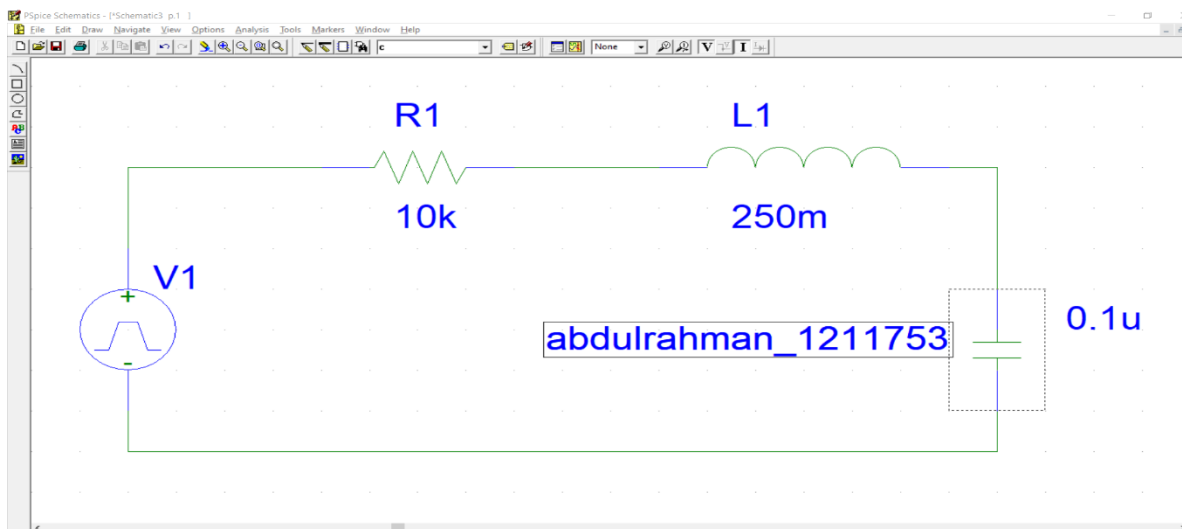 PSpice Schematics - [*Schematic3 p.1 ]
File Edit Draw Navigate View Options Analysis Tools Markers Window Help
c
None
V
I
R1
L1
10k
250m
V1
+
-
abdulrahman_1211753
0.1u